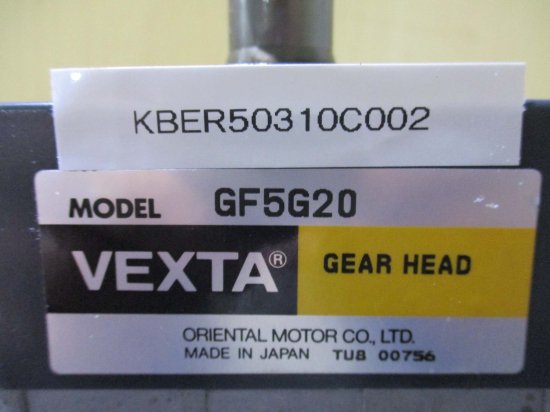 KBER50310C002
MODEL GF5G20
VEXTA® GEAR HEAD
ORIENTAL MOTOR CO., LTD.
MADE IN JAPAN TU8 00756